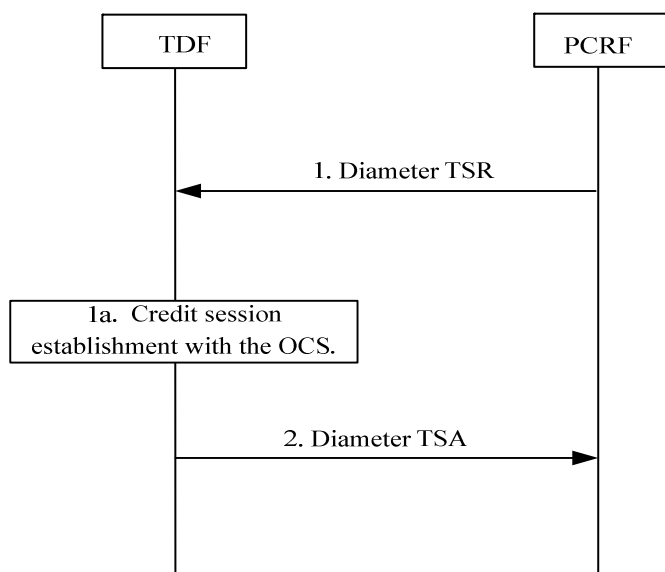 TDF
PCRF
1. Diameter TSR
1a. Credit session
establishment with the OCS.
2. Diameter TSA